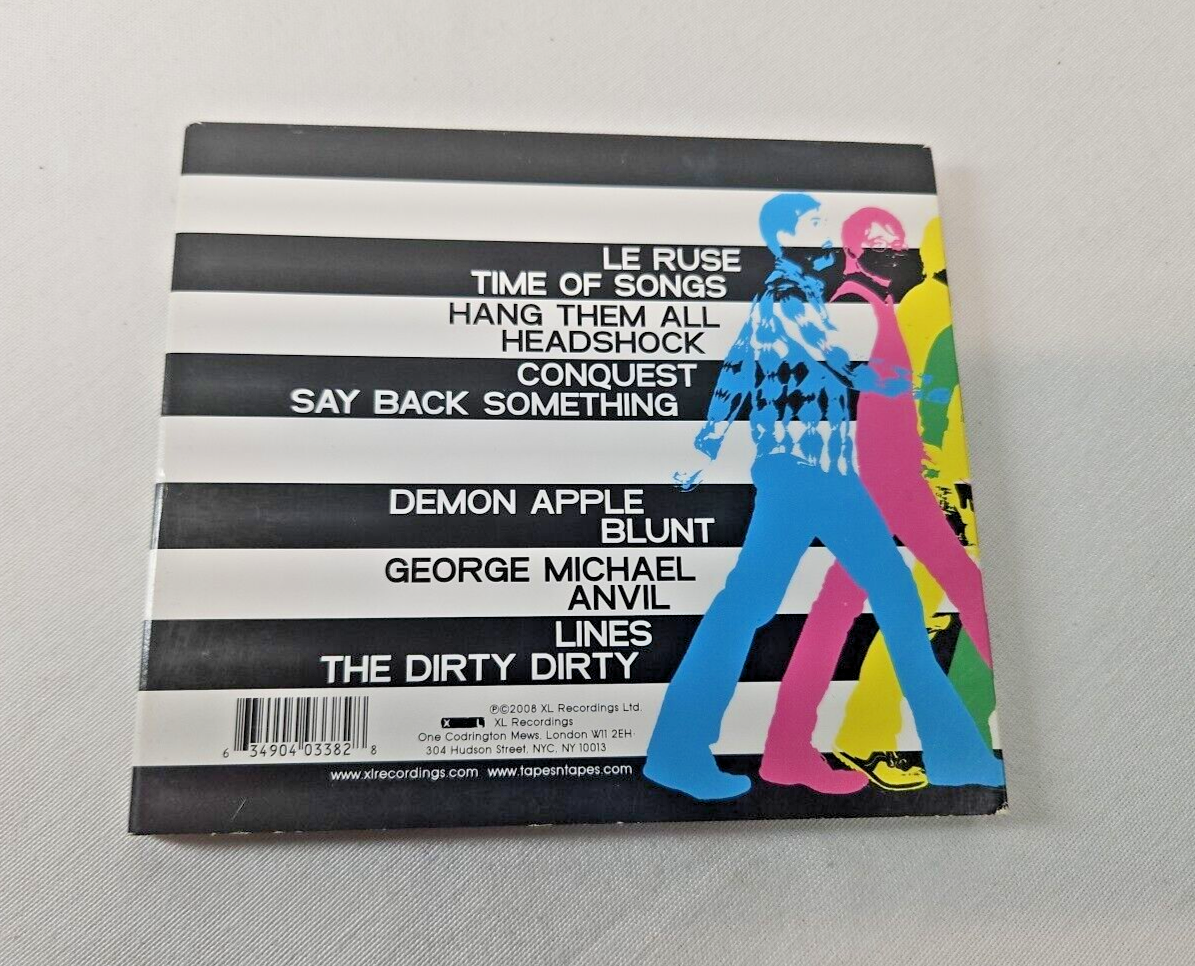 LE RUSE
TIME OF SONGS
HANG THEM ALL
HEADSHOCK
CONQUEST
SAY BACK SOMETHING
DEMON APPLE
BLUNT
GEORGE MICHAEL
ANVIL
LINES
THE DIRTY DIRTY
℗©2008 XL Recordings Ltd.
XL XL Recordings
One Codrington Mews, London W11 2EH
304 Hudson Street, NYC, NY 10013
6 34904 03382 8
www.xlrecordings.com www.tapesntapes.com